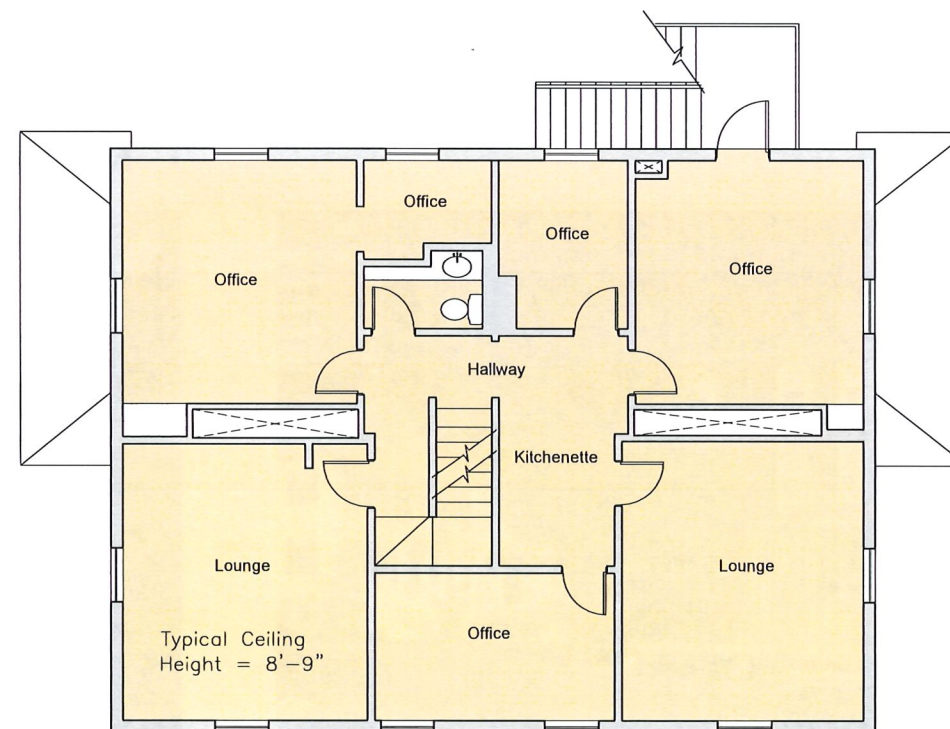 Office
Office
Office
Office
Hallway
Kitchenette
Lounge
Lounge
Typical Ceiling
Height = 8'-9"
Office